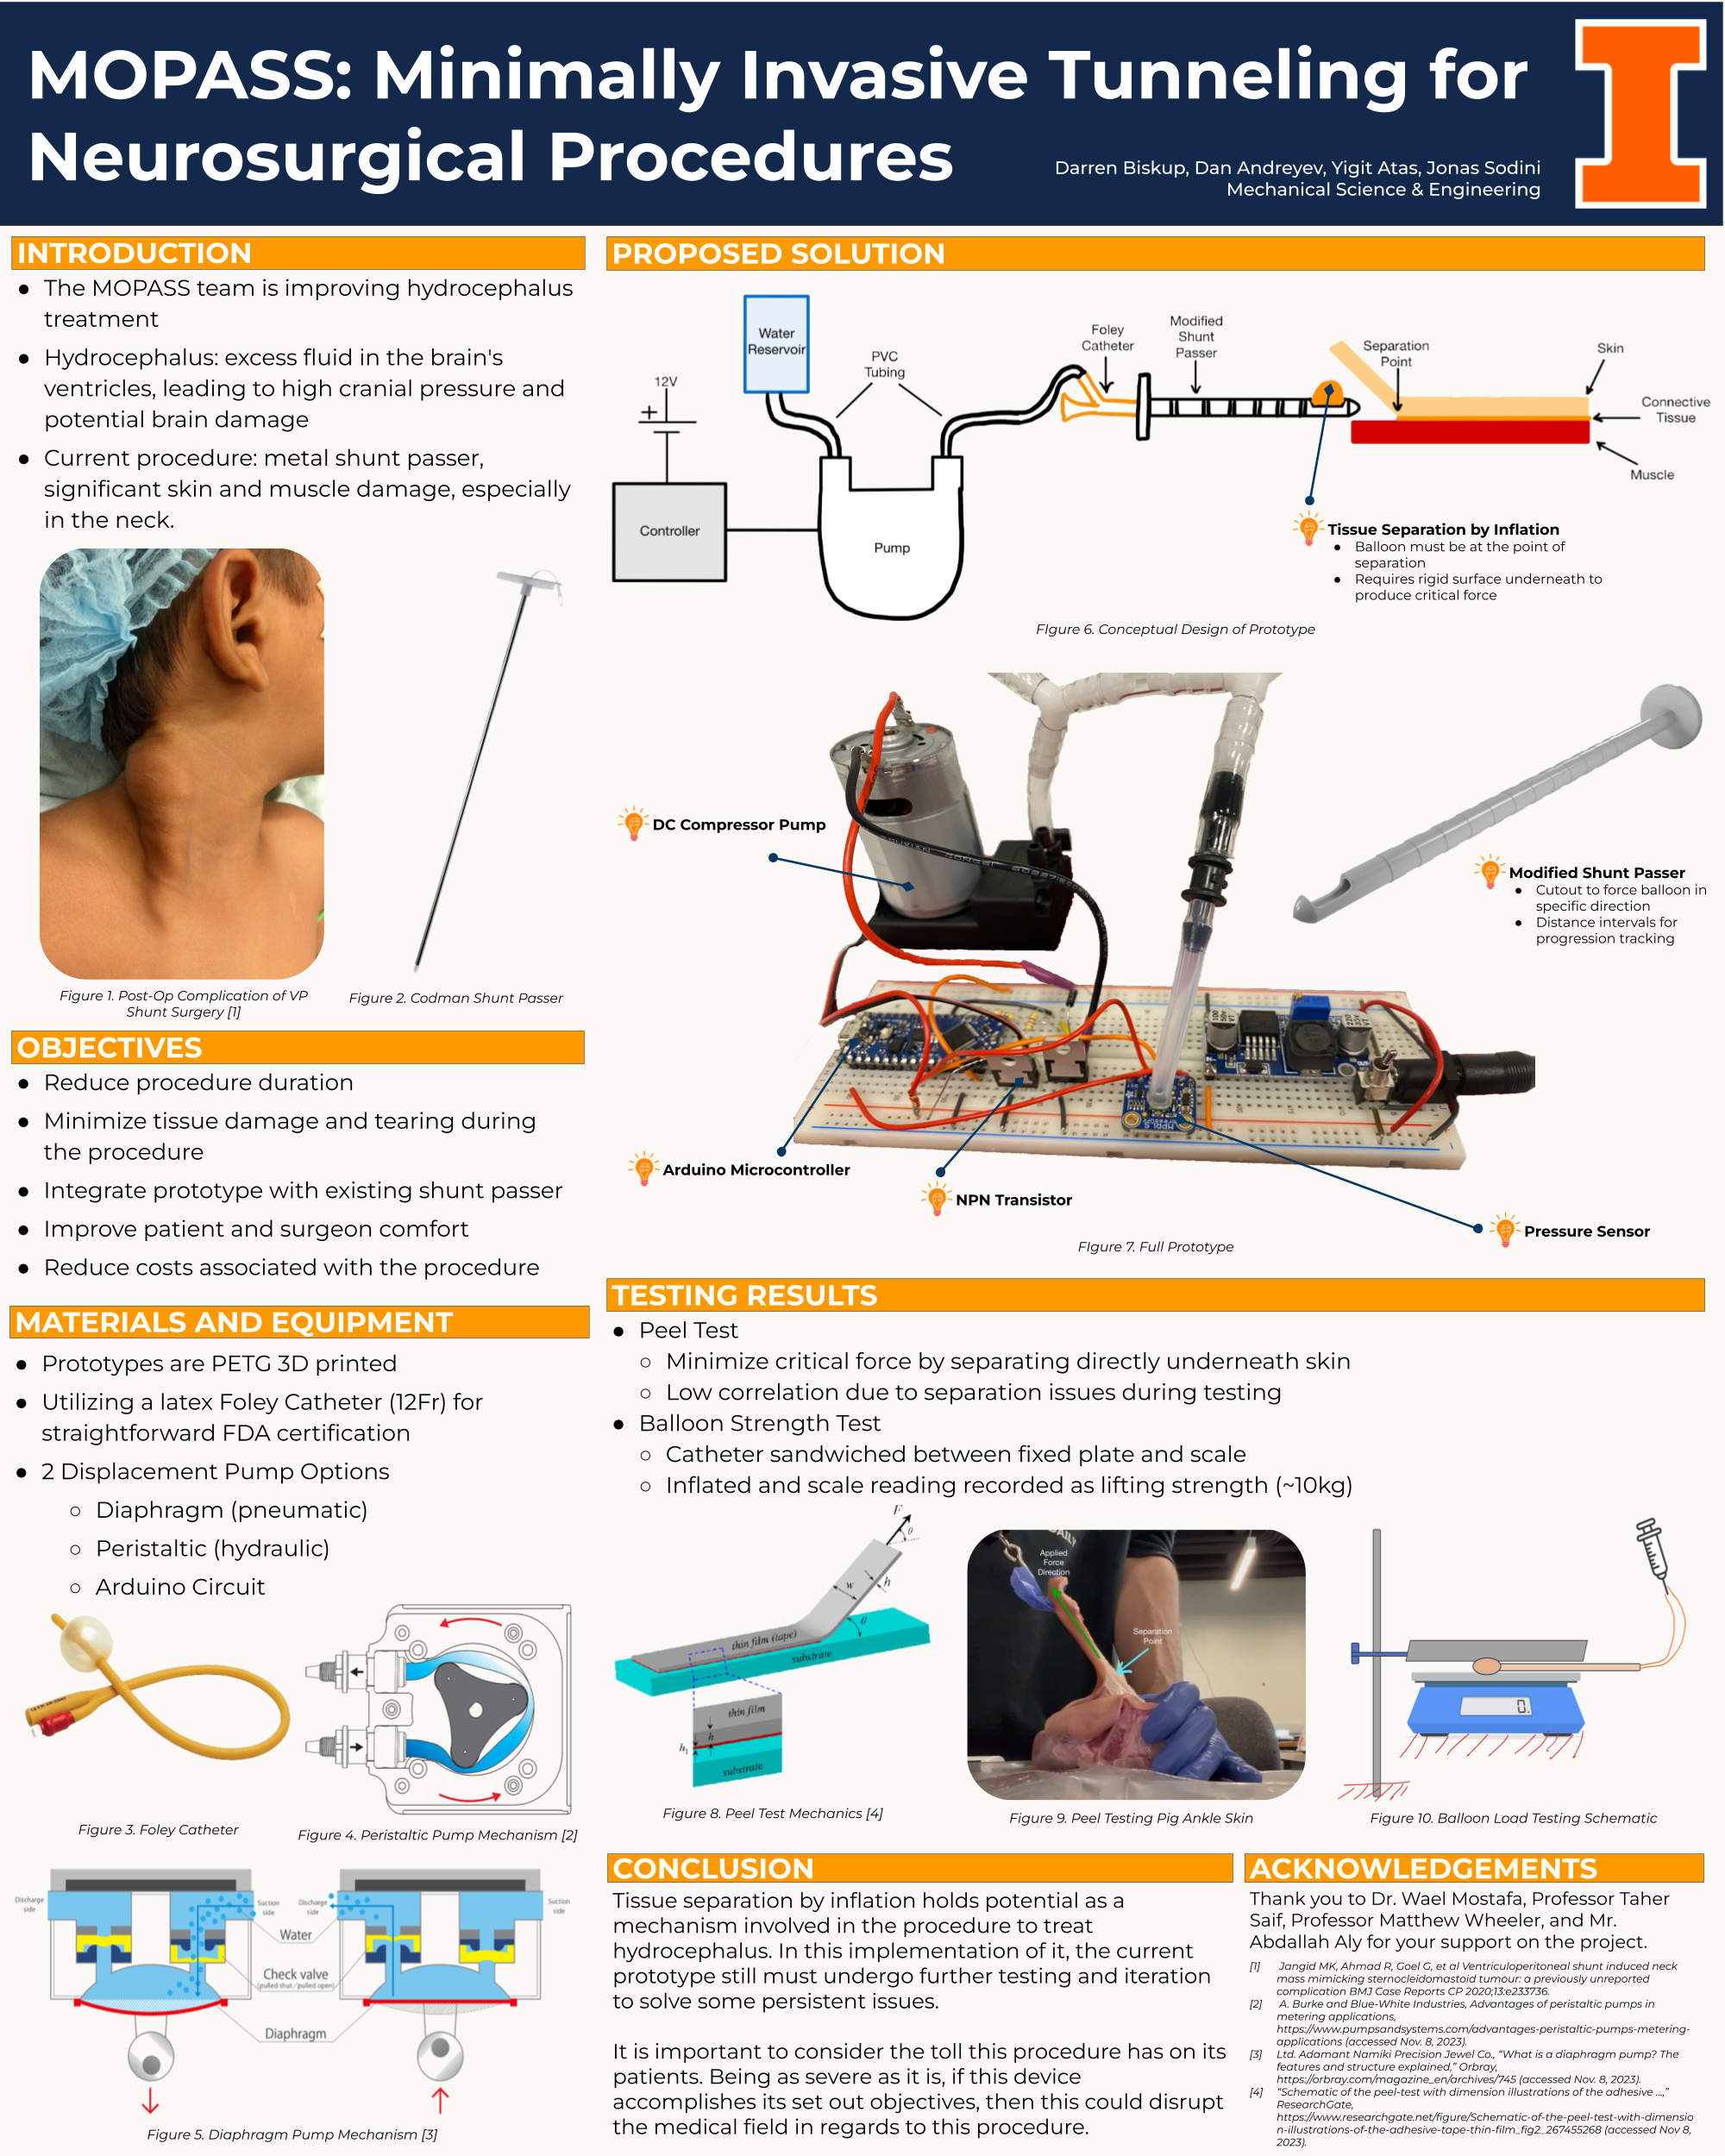 MOPASS: Minimally Invasive Tunneling for
Neurosurgical Procedures
Darren Biskup, Dan Andreyev, Yigit Atas, Jonas Sodini
Mechanical Science & Engineering
INTRODUCTION
● The MOPASS team is improving hydrocephalus
treatment
● Hydrocephalus: excess fluid in the brain's
ventricles, leading to high cranial pressure and
potential brain damage
● Current procedure: metal shunt passer,
significant skin and muscle damage, especially
in the neck.
Figure 1. Post-Op Complication of VP
Shunt Surgery [1]
Figure 2. Codman Shunt Passer
OBJECTIVES
● Reduce procedure duration
● Minimize tissue damage and tearing during
the procedure
● Integrate prototype with existing shunt passer
● Improve patient and surgeon comfort
● Reduce costs associated with the procedure
MATERIALS AND EQUIPMENT
● Prototypes are PETG 3D printed
● Utilizing a latex Foley Catheter (12Fr) for
straightforward FDA certification
● 2 Displacement Pump Options
○ Diaphragm (pneumatic)
○ Peristaltic (hydraulic)
○ Arduino Circuit
Figure 3. Foley Catheter
Figure 4. Peristaltic Pump Mechanism [2]
Discharge
side
Suction
side
Discharge
side
Suction
side
Water
Check valve
(pulled shut/pulled open)
Diaphragm
Figure 5. Diaphragm Pump Mechanism [3]
PROPOSED SOLUTION
12V
+
Controller
Water
Reservoir
PVC
Tubing
Pump
Foley
Catheter
Modified
Shunt
Passer
Separation
Point
Skin
Connective
Tissue
Muscle
Tissue Separation by Inflation
● Balloon must be at the point of
separation
● Requires rigid surface underneath to
produce critical force
FIgure 6. Conceptual Design of Prototype
DC Compressor Pump
Modified Shunt Passer
● Cutout to force balloon in
specific direction
● Distance intervals for
progression tracking
Arduino Microcontroller
NPN Transistor
Pressure Sensor
FIgure 7. Full Prototype
TESTING RESULTS
● Peel Test
○ Minimize critical force by separating directly underneath skin
○ Low correlation due to separation issues during testing
● Balloon Strength Test
○ Catheter sandwiched between fixed plate and scale
○ Inflated and scale reading recorded as lifting strength (~10kg)
F
θ
w
h
θ
thin film (tape)
substrate
thin film
h
h₁
substrate
Figure 8. Peel Test Mechanics [4]
DAILY
Applied
Force
Direction
Separation
Point
Figure 9. Peel Testing Pig Ankle Skin
0.
Figure 10. Balloon Load Testing Schematic
CONCLUSION
Tissue separation by inflation holds potential as a
mechanism involved in the procedure to treat
hydrocephalus. In this implementation of it, the current
prototype still must undergo further testing and iteration
to solve some persistent issues.
It is important to consider the toll this procedure has on its
patients. Being as severe as it is, if this device
accomplishes its set out objectives, then this could disrupt
the medical field in regards to this procedure.
ACKNOWLEDGEMENTS
Thank you to Dr. Wael Mostafa, Professor Taher
Saif, Professor Matthew Wheeler, and Mr.
Abdallah Aly for your support on the project.
[1] Jangid MK, Ahmad R, Goel G, et al Ventriculoperitoneal shunt induced neck
mass mimicking sternocleidomastoid tumour: a previously unreported
complication BMJ Case Reports CP 2020;13:e233736.
[2] A. Burke and Blue-White Industries, Advantages of peristaltic pumps in
metering applications,
https://www.pumpsandsystems.com/advantages-peristaltic-pumps-metering-
applications (accessed Nov. 8, 2023).
[3] Ltd. Adamant Namiki Precision Jewel Co., “What is a diaphragm pump? The
features and structure explained,” Orbray,
https://orbray.com/magazine_en/archives/745 (accessed Nov. 8, 2023).
[4] “Schematic of the peel-test with dimension illustrations of the adhesive ...,”
ResearchGate,
https://www.researchgate.net/figure/Schematic-of-the-peel-test-with-dimensio
n-illustrations-of-the-adhesive-tape-thin-film_fig2_267455268 (accessed Nov 8,
2023).